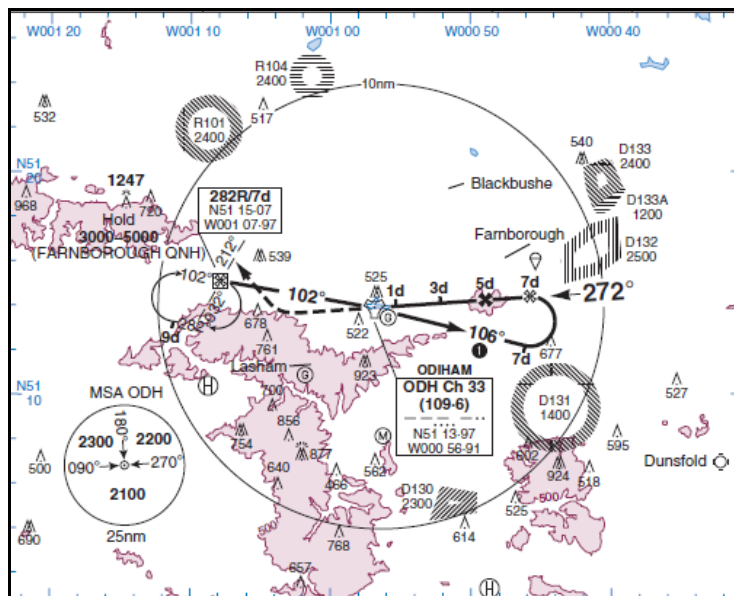 W001 20
W001 10
W001 00
W000 50
W000 40
R104
2400
10nm
532
R101
2400
517
540
D133
2400
N51
20
1247
968
720
Hold
3000-5000
(FARNBOROUGH QNH)
282R/7d
N51 15·07
W001 07·97
Blackbushe
D133A
1200
Farnborough
D132
2500
212°
539
102°
102°
525
1d
3d
5d
7d
272°
032°
285°
9d
678
522
G
106°
7d
677
761
Lasham
G
923
ODIHAM
ODH Ch 33
(109·6)
N51 13·97
W000 56·91
N51
10
MSA ODH
H
700
D131
1400
527
180°
2300
2200
090°
270°
2100
25nm
500
754
856
877
M
640
466
562
D130
2300
602
924
500
518
525
595
Dunsfold
690
768
614
657
H